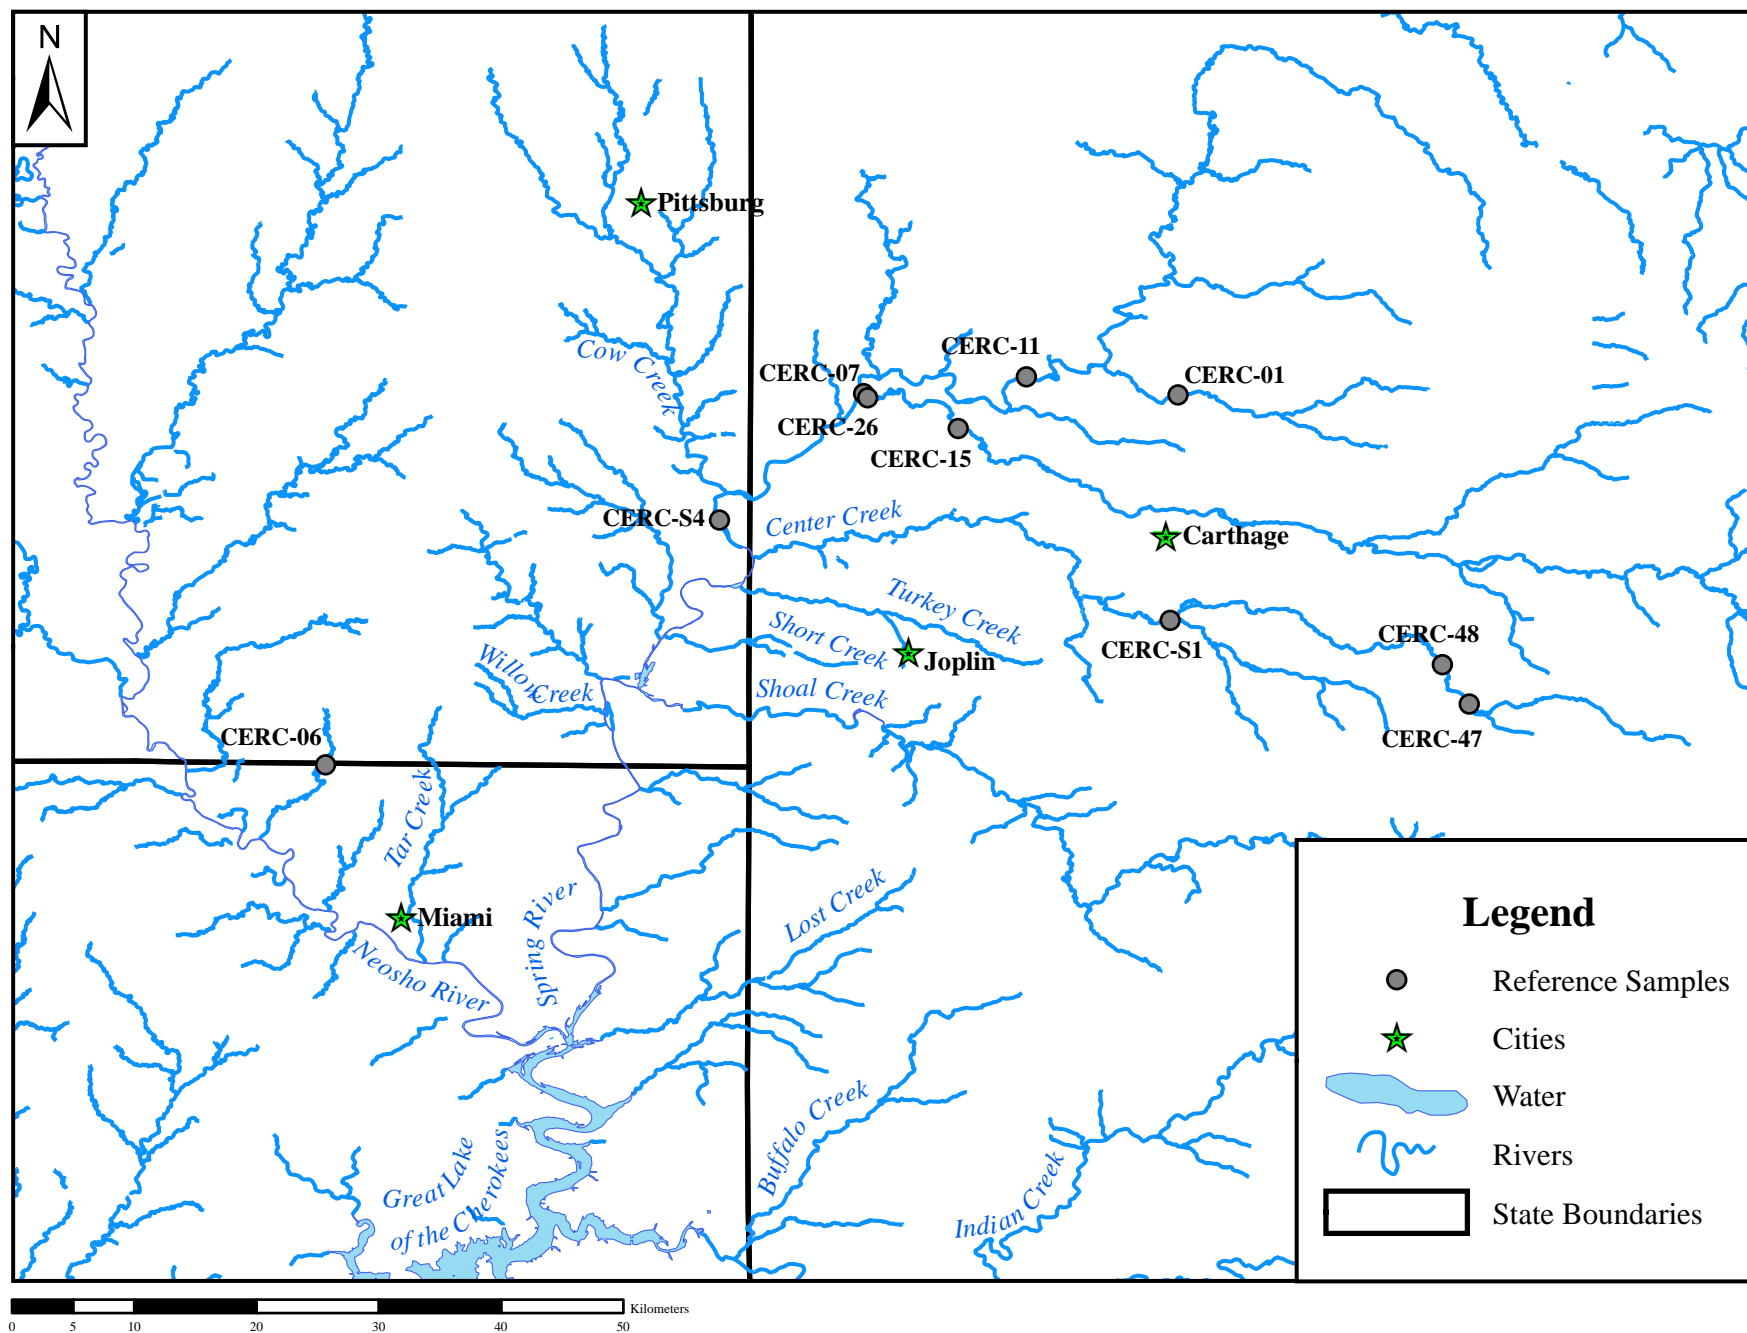 N
Pittsburg
Cow Creek
CERC-11
CERC-07
CERC-01
CERC-26
CERC-15
CERC-S4
Center Creek
Carthage
Turkey Creek
Short Creek
CERC-48
CERC-S1
Joplin
Willow
Creek
Shoal Creek
CERC-06
CERC-47
Tar Creek
Lost Creek
Miami
Spring River
Neosho River
Buffalo Creek
Great Lake
of the Cherokees
Indian Creek
Legend
Reference Samples
Cities
Water
Rivers
State Boundaries
Kilometers
0 5 10 20 30 40 50